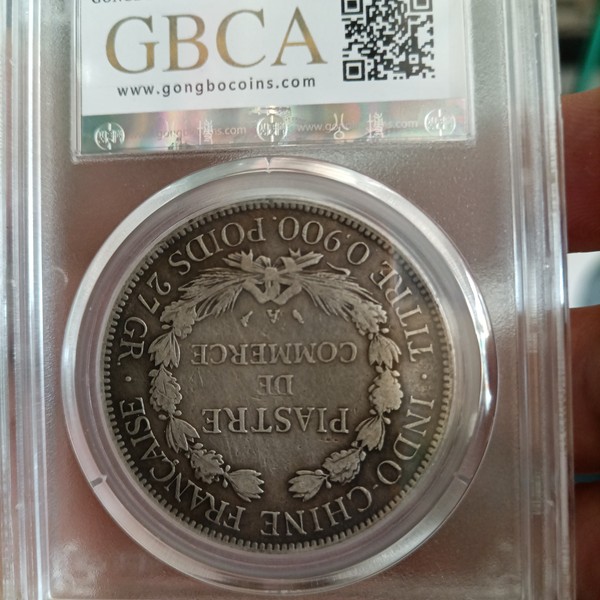 GBCA
www.gongbocoins.com
INDO-CHINE FRANÇAISE
PIASTRE
DE
COMMERCE
A
TITRE 0,900. POIDS 27 GR.